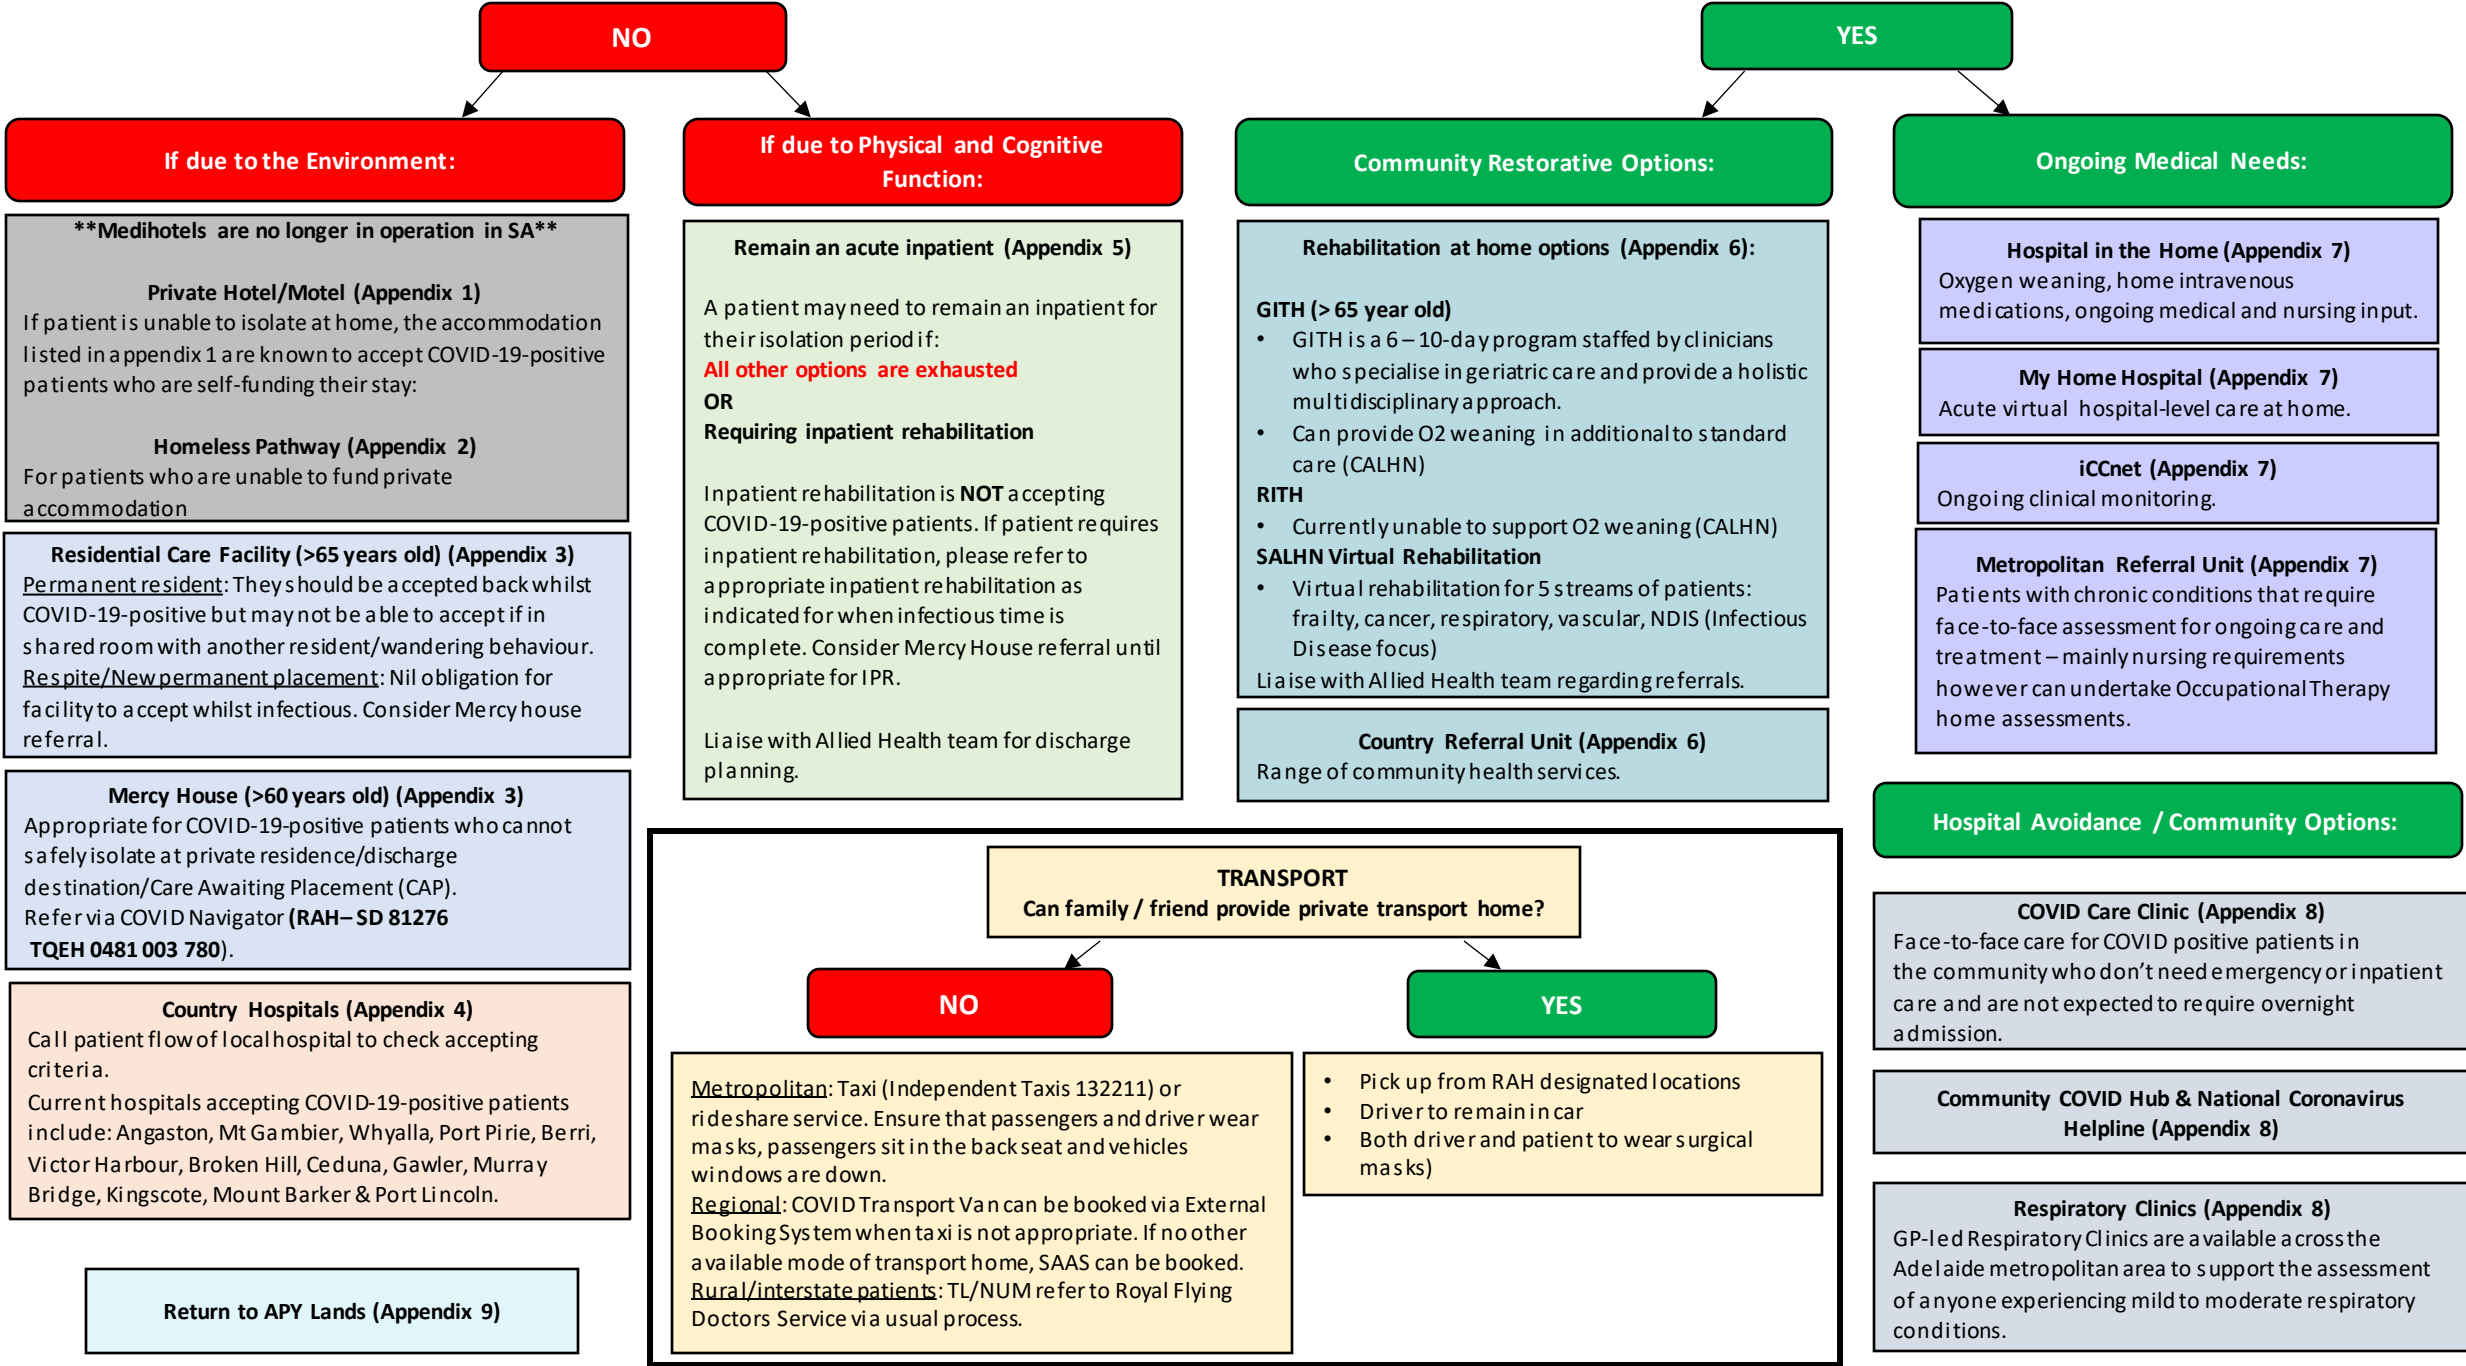 NO
If due to the Environment:
**Medihotels are no longer in operation in SA**
Private Hotel/Motel (Appendix 1)
If patient is unable to isolate at home, the accommodation
listed in appendix 1 are known to accept COVID-19-positive
patients who are self-funding their stay:
Homeless Pathway (Appendix 2)
For patients who are unable to fund private
accommodation
Residential Care Facility (>65 years old) (Appendix 3)
Permanent resident: They should be accepted back whilst
COVID-19-positive but may not be able to accept if in
shared room with another resident/wandering behaviour.
Respite/New permanent placement: Nil obligation for
facility to accept whilst infectious. Consider Mercy house
referral.
Mercy House (>60 years old) (Appendix 3)
Appropriate for COVID-19-positive patients who cannot
safely isolate at private residence/discharge
destination/Care Awaiting Placement (CAP).
Refer via COVID Navigator (RAH– SD 81276
TQEH 0481 003 780).
Country Hospitals (Appendix 4)
Call patient flow of local hospital to check accepting
criteria.
Current hospitals accepting COVID-19-positive patients
include: Angaston, Mt Gambier, Whyalla, Port Pirie, Berri,
Victor Harbour, Broken Hill, Ceduna, Gawler, Murray
Bridge, Kingscote, Mount Barker & Port Lincoln.
Return to APY Lands (Appendix 9)
If due to Physical and Cognitive
Function:
Remain an acute inpatient (Appendix 5)
A patient may need to remain an inpatient for
their isolation period if:
All other options are exhausted
OR
Requiring inpatient rehabilitation
Inpatient rehabilitation is NOT accepting
COVID-19-positive patients. If patient requires
inpatient rehabilitation, please refer to
appropriate inpatient rehabilitation as
indicated for when infectious time is
complete. Consider Mercy House referral until
appropriate for IPR.
Liaise with Allied Health team for discharge
planning.
YES
Community Restorative Options:
Rehabilitation at home options (Appendix 6):
GITH (> 65 year old)
• GITH is a 6 – 10-day program staffed by clinicians
who specialise in geriatric care and provide a holistic
multidisciplinary approach.
• Can provide O2 weaning in additional to standard
care (CALHN)
RITH
• Currently unable to support O2 weaning (CALHN)
SALHN Virtual Rehabilitation
• Virtual rehabilitation for 5 streams of patients:
frailty, cancer, respiratory, vascular, NDIS (Infectious
Disease focus)
Liaise with Allied Health team regarding referrals.
Country Referral Unit (Appendix 6)
Range of community health services.
Ongoing Medical Needs:
Hospital in the Home (Appendix 7)
Oxygen weaning, home intravenous
medications, ongoing medical and nursing input.
My Home Hospital (Appendix 7)
Acute virtual hospital-level care at home.
iCCnet (Appendix 7)
Ongoing clinical monitoring.
Metropolitan Referral Unit (Appendix 7)
Patients with chronic conditions that require
face-to-face assessment for ongoing care and
treatment – mainly nursing requirements
however can undertake Occupational Therapy
home assessments.
Hospital Avoidance / Community Options:
COVID Care Clinic (Appendix 8)
Face-to-face care for COVID positive patients in
the community who don’t need emergency or inpatient
care and are not expected to require overnight
admission.
Community COVID Hub & National Coronavirus
Helpline (Appendix 8)
Respiratory Clinics (Appendix 8)
GP-led Respiratory Clinics are available across the
Adelaide metropolitan area to support the assessment
of anyone experiencing mild to moderate respiratory
conditions.
TRANSPORT
Can family / friend provide private transport home?
NO
Metropolitan: Taxi (Independent Taxis 132211) or
rideshare service. Ensure that passengers and driver wear
masks, passengers sit in the back seat and vehicles
windows are down.
Regional: COVID Transport Van can be booked via External
Booking System when taxi is not appropriate. If no other
available mode of transport home, SAAS can be booked.
Rural/interstate patients: TL/NUM refer to Royal Flying
Doctors Service via usual process.
YES
• Pick up from RAH designated locations
• Driver to remain in car
• Both driver and patient to wear surgical
masks)